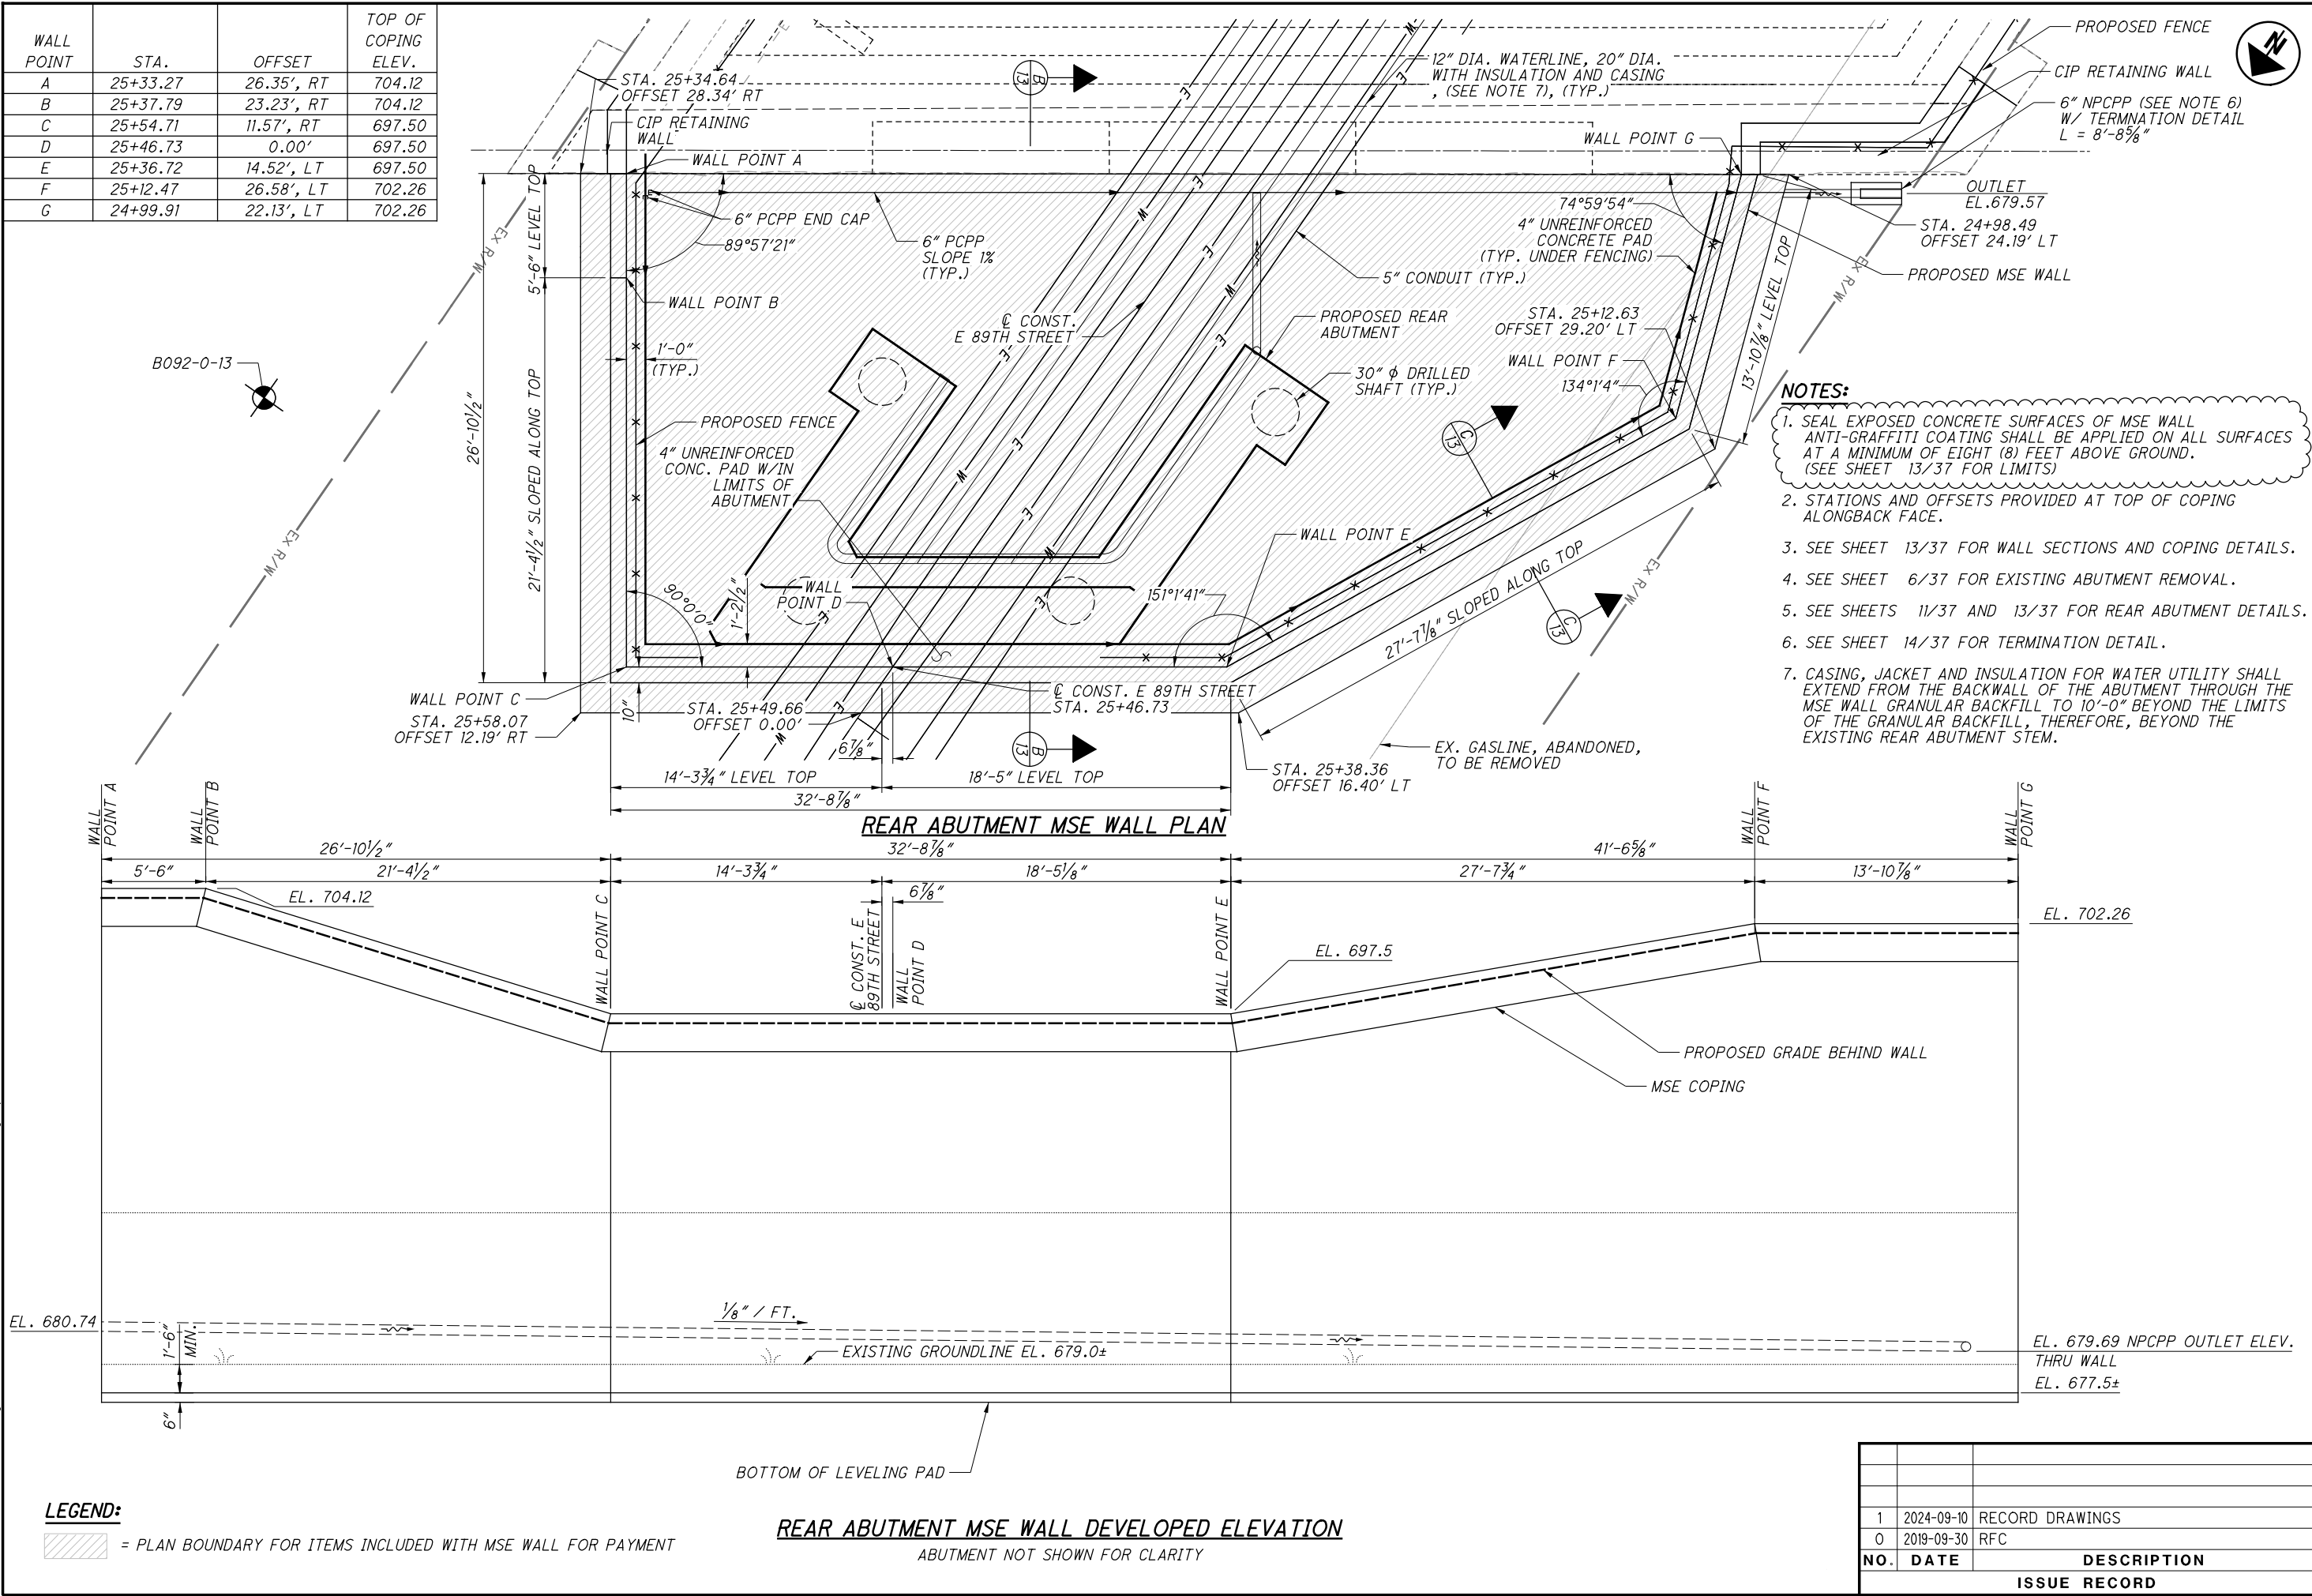 WALL POINT STA. OFFSET TOP OF COPING ELEV.
A 25+33.27 26.35', RT 704.12
B 25+37.79 23.23', RT 704.12
C 25+54.71 11.57', RT 697.50
D 25+46.73 0.00' 697.50
E 25+36.72 14.52', LT 697.50
F 25+12.47 26.58', LT 702.26
G 24+99.91 22.13', LT 702.26
STA. 25+34.64
OFFSET 28.34' RT
CIP RETAINING
WALL
WALL POINT A
B
13
12" DIA. WATERLINE, 20" DIA.
WITH INSULATION AND CASING
, (SEE NOTE 7), (TYP.)
PROPOSED FENCE
N
CIP RETAINING WALL
6" NPCPP (SEE NOTE 6)
W/ TERMNATION DETAIL
L = 8'-8⅝"
WALL POINT G
OUTLET
EL.679.57
STA. 24+98.49
OFFSET 24.19' LT
PROPOSED MSE WALL
6" PCPP END CAP
89°57'21"
6" PCPP
SLOPE 1%
(TYP.)
74°59'54"
4" UNREINFORCED
CONCRETE PAD
(TYP. UNDER FENCING)
5" CONDUIT (TYP.)
WALL POINT B
5'-6" LEVEL TOP
EX R/W
EX R/W
℄ CONST.
E 89TH STREET
PROPOSED REAR
ABUTMENT
STA. 25+12.63
OFFSET 29.20' LT
WALL POINT F
134°1'4"
13'-10⅞" LEVEL TOP
B092-0-13
1'-0"
(TYP.)
30" ϕ DRILLED
SHAFT (TYP.)
26'-10½"
21'-4½" SLOPED ALONG TOP
PROPOSED FENCE
4" UNREINFORCED
CONC. PAD W/IN
LIMITS OF
ABUTMENT
C
13
WALL POINT E
EX R/W
EX R/W
WALL
POINT D
90°0'0"
1'-2½"
151°1'41"
27'-7⅞" SLOPED ALONG TOP
C
13
WALL POINT C
STA. 25+58.07
OFFSET 12.19' RT
10"
STA. 25+49.66
OFFSET 0.00'
℄ CONST. E 89TH STREET
STA. 25+46.73
6⅞"
B
13
14'-3¾" LEVEL TOP
18'-5" LEVEL TOP
32'-8⅞"
STA. 25+38.36
OFFSET 16.40' LT
EX. GASLINE, ABANDONED,
TO BE REMOVED
NOTES:
1. SEAL EXPOSED CONCRETE SURFACES OF MSE WALL
ANTI-GRAFFITI COATING SHALL BE APPLIED ON ALL SURFACES
AT A MINIMUM OF EIGHT (8) FEET ABOVE GROUND.
(SEE SHEET 13/37 FOR LIMITS)
2. STATIONS AND OFFSETS PROVIDED AT TOP OF COPING
ALONGBACK FACE.
3. SEE SHEET 13/37 FOR WALL SECTIONS AND COPING DETAILS.
4. SEE SHEET 6/37 FOR EXISTING ABUTMENT REMOVAL.
5. SEE SHEETS 11/37 AND 13/37 FOR REAR ABUTMENT DETAILS.
6. SEE SHEET 14/37 FOR TERMINATION DETAIL.
7. CASING, JACKET AND INSULATION FOR WATER UTILITY SHALL
EXTEND FROM THE BACKWALL OF THE ABUTMENT THROUGH THE
MSE WALL GRANULAR BACKFILL TO 10'-0" BEYOND THE LIMITS
OF THE GRANULAR BACKFILL, THEREFORE, BEYOND THE
EXISTING REAR ABUTMENT STEM.
REAR ABUTMENT MSE WALL PLAN
WALL
POINT A
WALL
POINT B
WALL
POINT F
WALL
POINT G
26'-10½"
32'-8⅞"
41'-6⅝"
5'-6"
21'-4½"
14'-3¾"
18'-5⅛"
27'-7¾"
13'-10⅞"
EL. 704.12
6⅞"
WALL POINT C
℄ CONST. E
89TH STREET
WALL
POINT D
WALL POINT E
EL. 702.26
EL. 697.5
PROPOSED GRADE BEHIND WALL
MSE COPING
EL. 680.74
1'-6"
MIN.
⅛" / FT.
EXISTING GROUNDLINE EL. 679.0±
EL. 679.69 NPCPP OUTLET ELEV.
THRU WALL
EL. 677.5±
6"
BOTTOM OF LEVELING PAD
LEGEND:
= PLAN BOUNDARY FOR ITEMS INCLUDED WITH MSE WALL FOR PAYMENT
REAR ABUTMENT MSE WALL DEVELOPED ELEVATION
ABUTMENT NOT SHOWN FOR CLARITY
1 2024-09-10 RECORD DRAWINGS
0 2019-09-30 RFC
NO. DATE DESCRIPTION
ISSUE RECORD